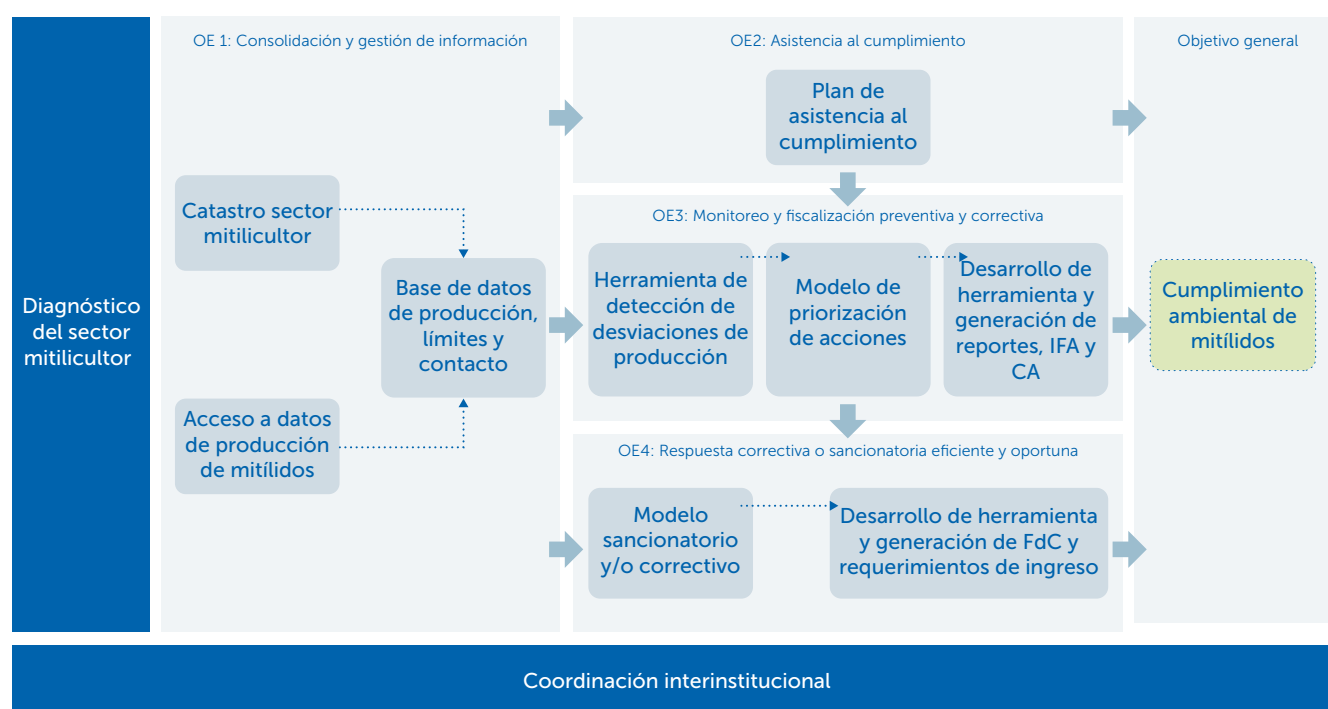 Diagnóstico
del sector
mitilicultor
OE 1: Consolidación y gestión de información
Catastro sector
mitilicultor
Acceso a datos
de producción
de mitílidos
Base de datos
de producción,
límites y
contacto
OE2: Asistencia al cumplimiento
Plan de
asistencia al
cumplimiento
OE3: Monitoreo y fiscalización preventiva y correctiva
Herramienta de
detección de
desviaciones de
producción
Modelo de
priorización
de acciones
Desarrollo de
herramienta y
generación de
reportes, IFA y
CA
OE4: Respuesta correctiva o sancionatoria eficiente y oportuna
Modelo
sancionatorio
y/o correctivo
Desarrollo de herramienta
y generación de FdC y
requerimientos de ingreso
Objetivo general
Cumplimiento
ambiental de
mitílidos
Coordinación interinstitucional